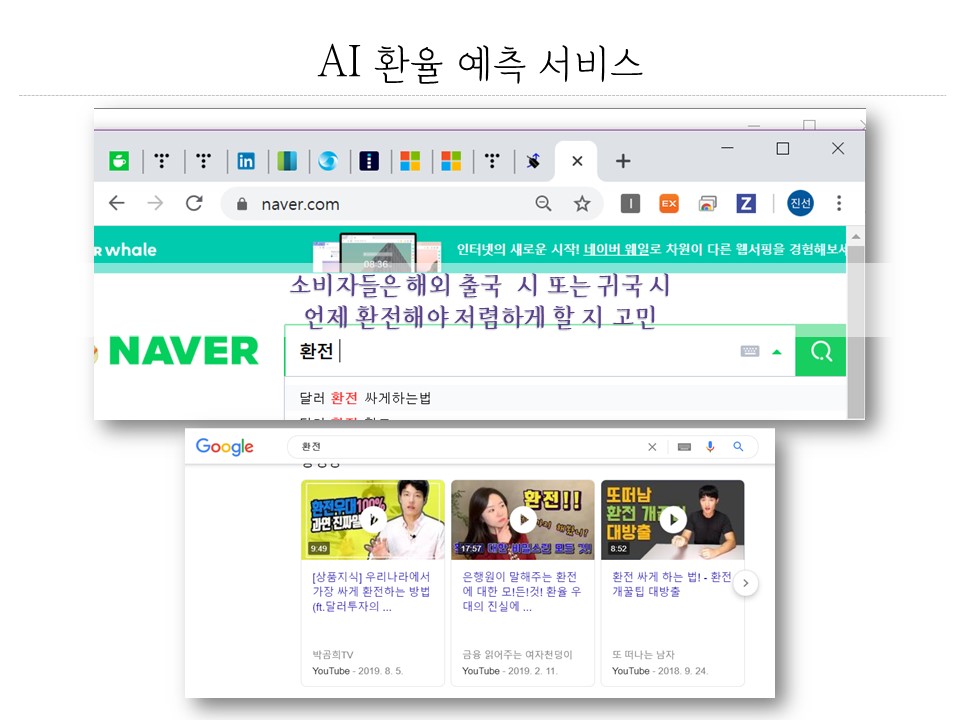 AI 환율 예측 서비스
naver.com
진선
whale
08:36
인터넷의 새로운 시작! 네이버 웨일로 차원이 다른 웹서핑을 경험해보세
소비자들은 해외 출국 시 또는 귀국 시
언제 환전해야 저렴하게 할 지 고민
NAVER
환전
달러 환전 싸게하는법
Google
환전
환전우대100%
과연 진짜일
9:49
환전!!
17:57
또떠남
환전 개꿀
대방출
8:52
[상품지식] 우리나라에서
가장 싸게 환전하는 방법
(ft.달러투자의 ...
은행원이 말해주는 환전
에 대한 모!든!것! 환율 우
대의 진실에 ...
환전 싸게 하는 법! - 환전
개꿀팁 대방출
박곰희TV
금융 읽어주는 여자천덩이
또 떠나는 남자
YouTube - 2019. 8. 5.
YouTube - 2019. 2. 11.
YouTube - 2018. 9. 24.